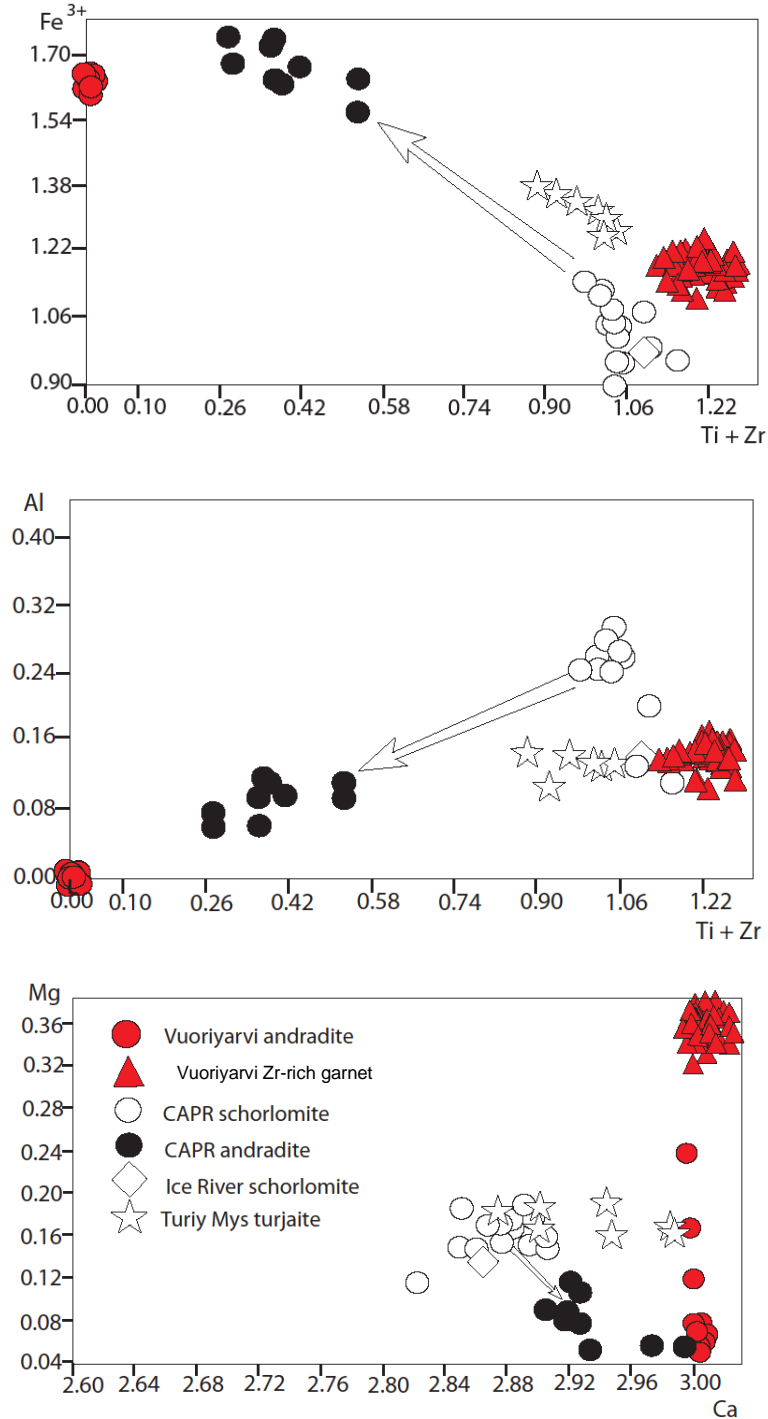 Fe3+
1.70
1.54
1.38
1.22
1.06
0.90
0.00 0.10 0.26 0.42 0.58 0.74 0.90 1.06 1.22
Ti + Zr
Al
0.40
0.32
0.24
0.16
0.08
0.00
0.00 0.10 0.26 0.42 0.58 0.74 0.90 1.06 1.22
Ti + Zr
Mg
0.36
0.32
0.28
0.24
0.20
0.16
0.12
0.08
0.04
Vuoriyarvi andradite
Vuoriyarvi Zr-rich garnet
CAPR schorlomite
CAPR andradite
Ice River schorlomite
Turiy Mys turjaite
2.60 2.64 2.68 2.72 2.76 2.80 2.84 2.88 2.92 2.96 3.00
Ca